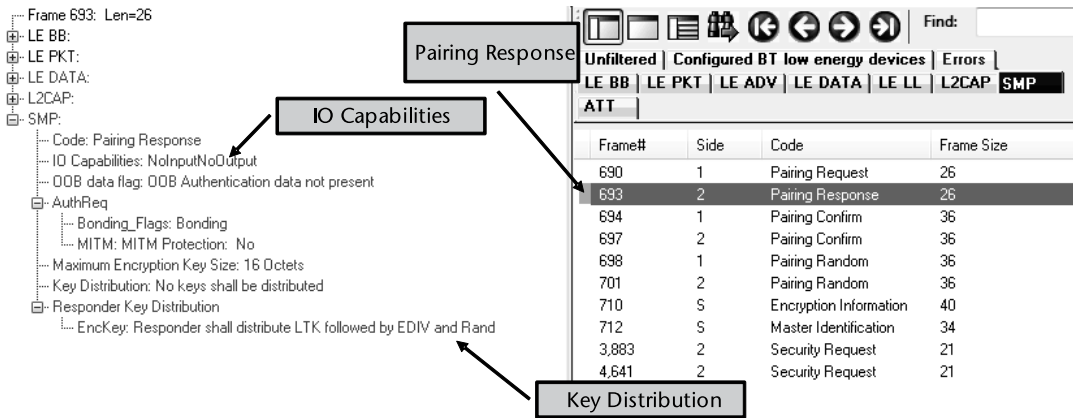 Frame 693: Len=26
LE BB:
LE PKT:
LE DATA:
L2CAP:
SMP:
Code: Pairing Response
IO Capabilities: NoInputNoOutput
OOB data flag: OOB Authentication data not present
AuthReq
Bonding_Flags: Bonding
MITM: MITM Protection: No
Maximum Encryption Key Size: 16 Octets
Key Distribution: No keys shall be distributed
Responder Key Distribution
EncKey: Responder shall distribute LTK followed by EDIV and Rand
IO Capabilities
Pairing Response
Key Distribution
Find:
Unfiltered Configured BT low energy devices Errors
LE BB LE PKT LE ADV LE DATA LE LL L2CAP SMP
ATT
Frame# Side Code Frame Size
690 1 Pairing Request 26
693 2 Pairing Response 26
694 1 Pairing Confirm 36
697 2 Pairing Confirm 36
698 1 Pairing Random 36
701 2 Pairing Random 36
710 S Encryption Information 40
712 S Master Identification 34
3,883 2 Security Request 21
4,641 2 Security Request 21